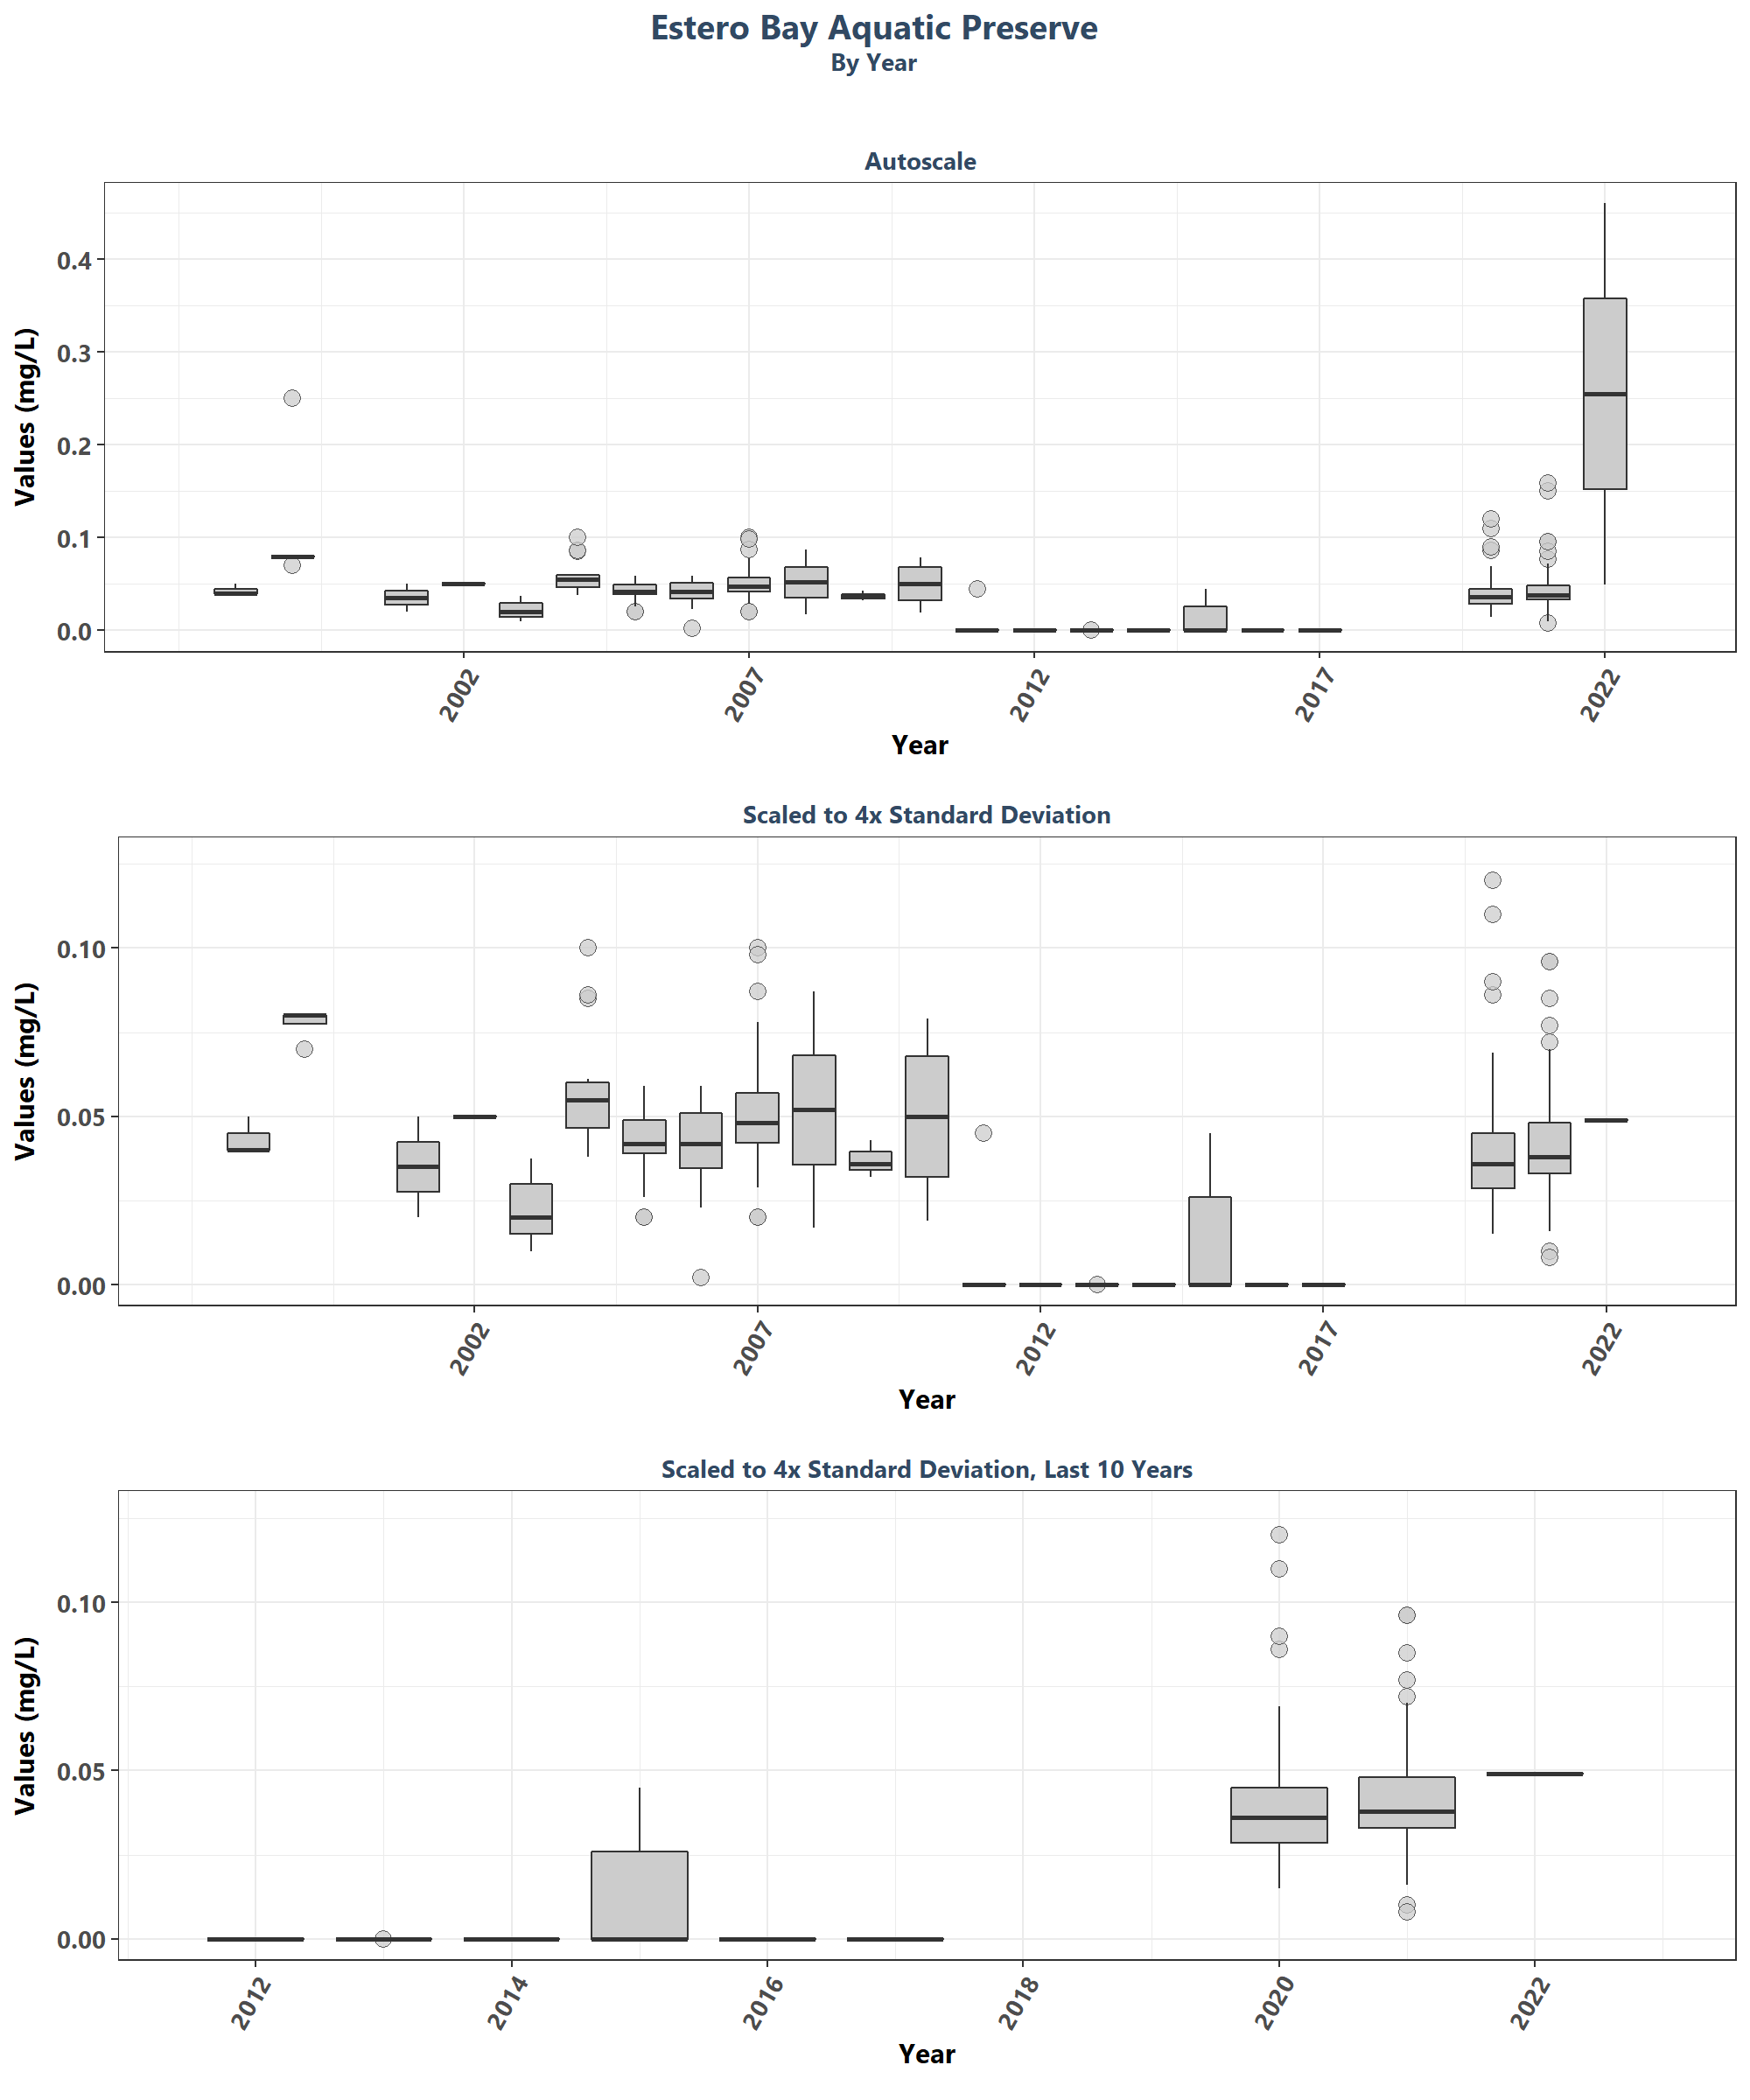 Estero Bay Aquatic Preserve
By Year
Autoscale
Values (mg/L)
0.4
0.3
0.2
0.1
0.0
2002 2007 2012 2017 2022
Year
Scaled to 4x Standard Deviation
Values (mg/L)
0.10
0.05
0.00
2002 2007 2012 2017 2022
Year
Scaled to 4x Standard Deviation, Last 10 Years
Values (mg/L)
0.10
0.05
0.00
2012 2014 2016 2018 2020 2022
Year